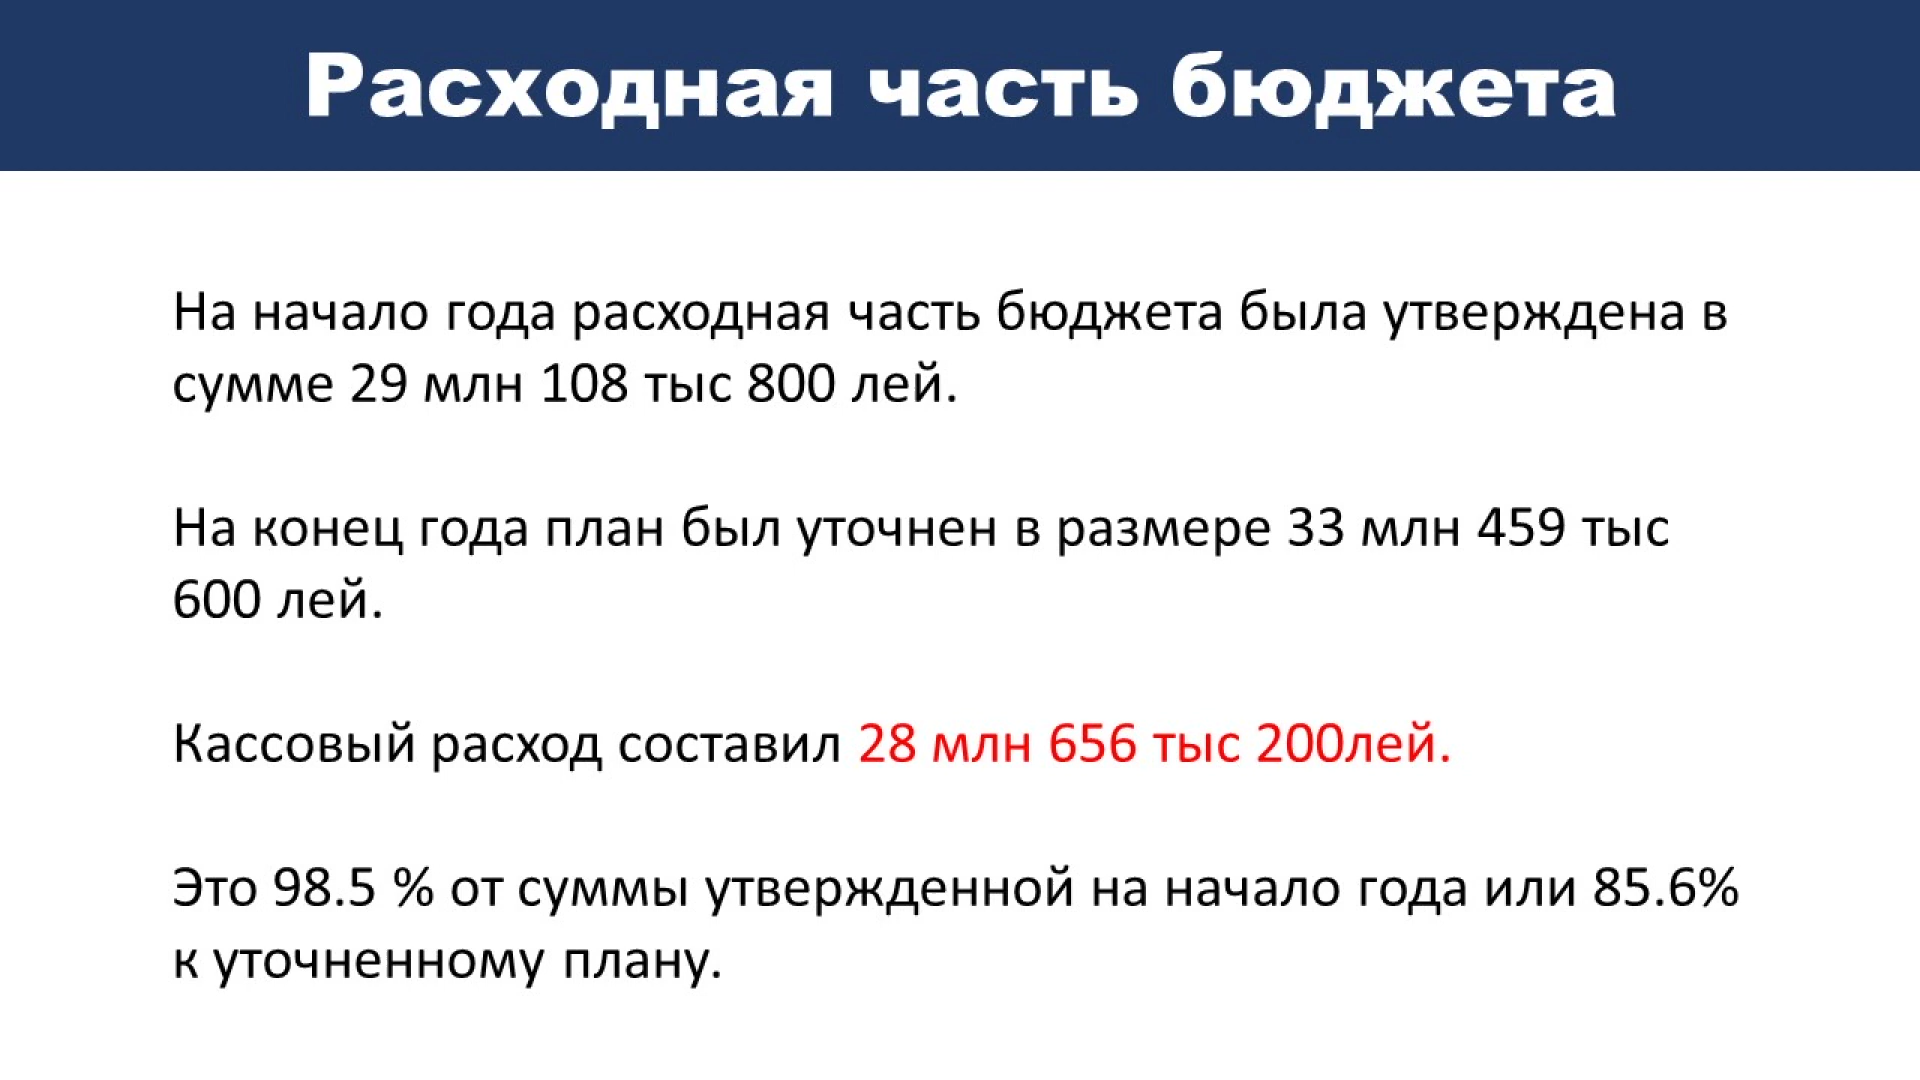 Расходная часть бюджета
На начало года расходная часть бюджета была утверждена в
сумме 29 млн 108 тыс 800 лей.
На конец года план был уточнен в размере 33 млн 459 тыс
600 лей.
Кассовый расход составил 28 млн 656 тыс 200лей.
Это 98.5 % от суммы утвержденной на начало года или 85.6%
к уточненному плану.